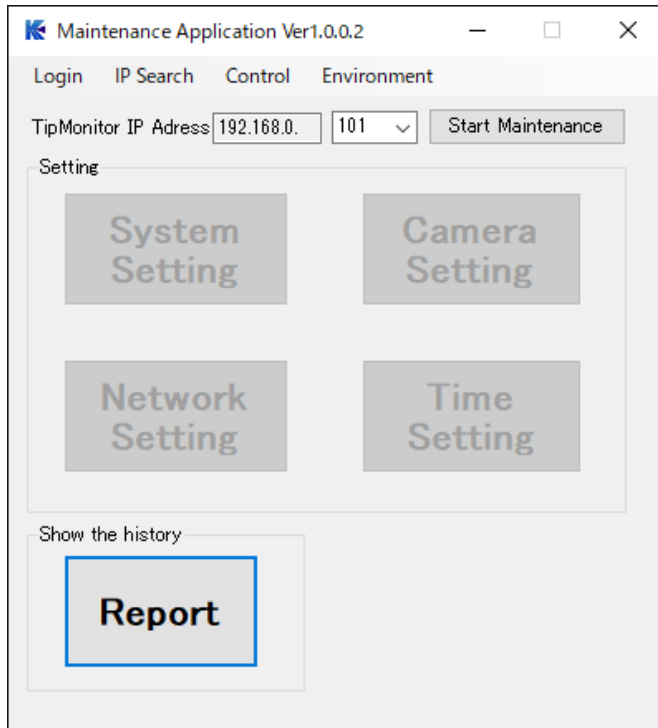 Maintenance Application Ver1.0.0.2
Login IP Search Control Environment
TipMonitor IP Adress 192.168.0. 101 Start Maintenance
Setting
System Setting
Camera Setting
Network Setting
Time Setting
Show the history
Report